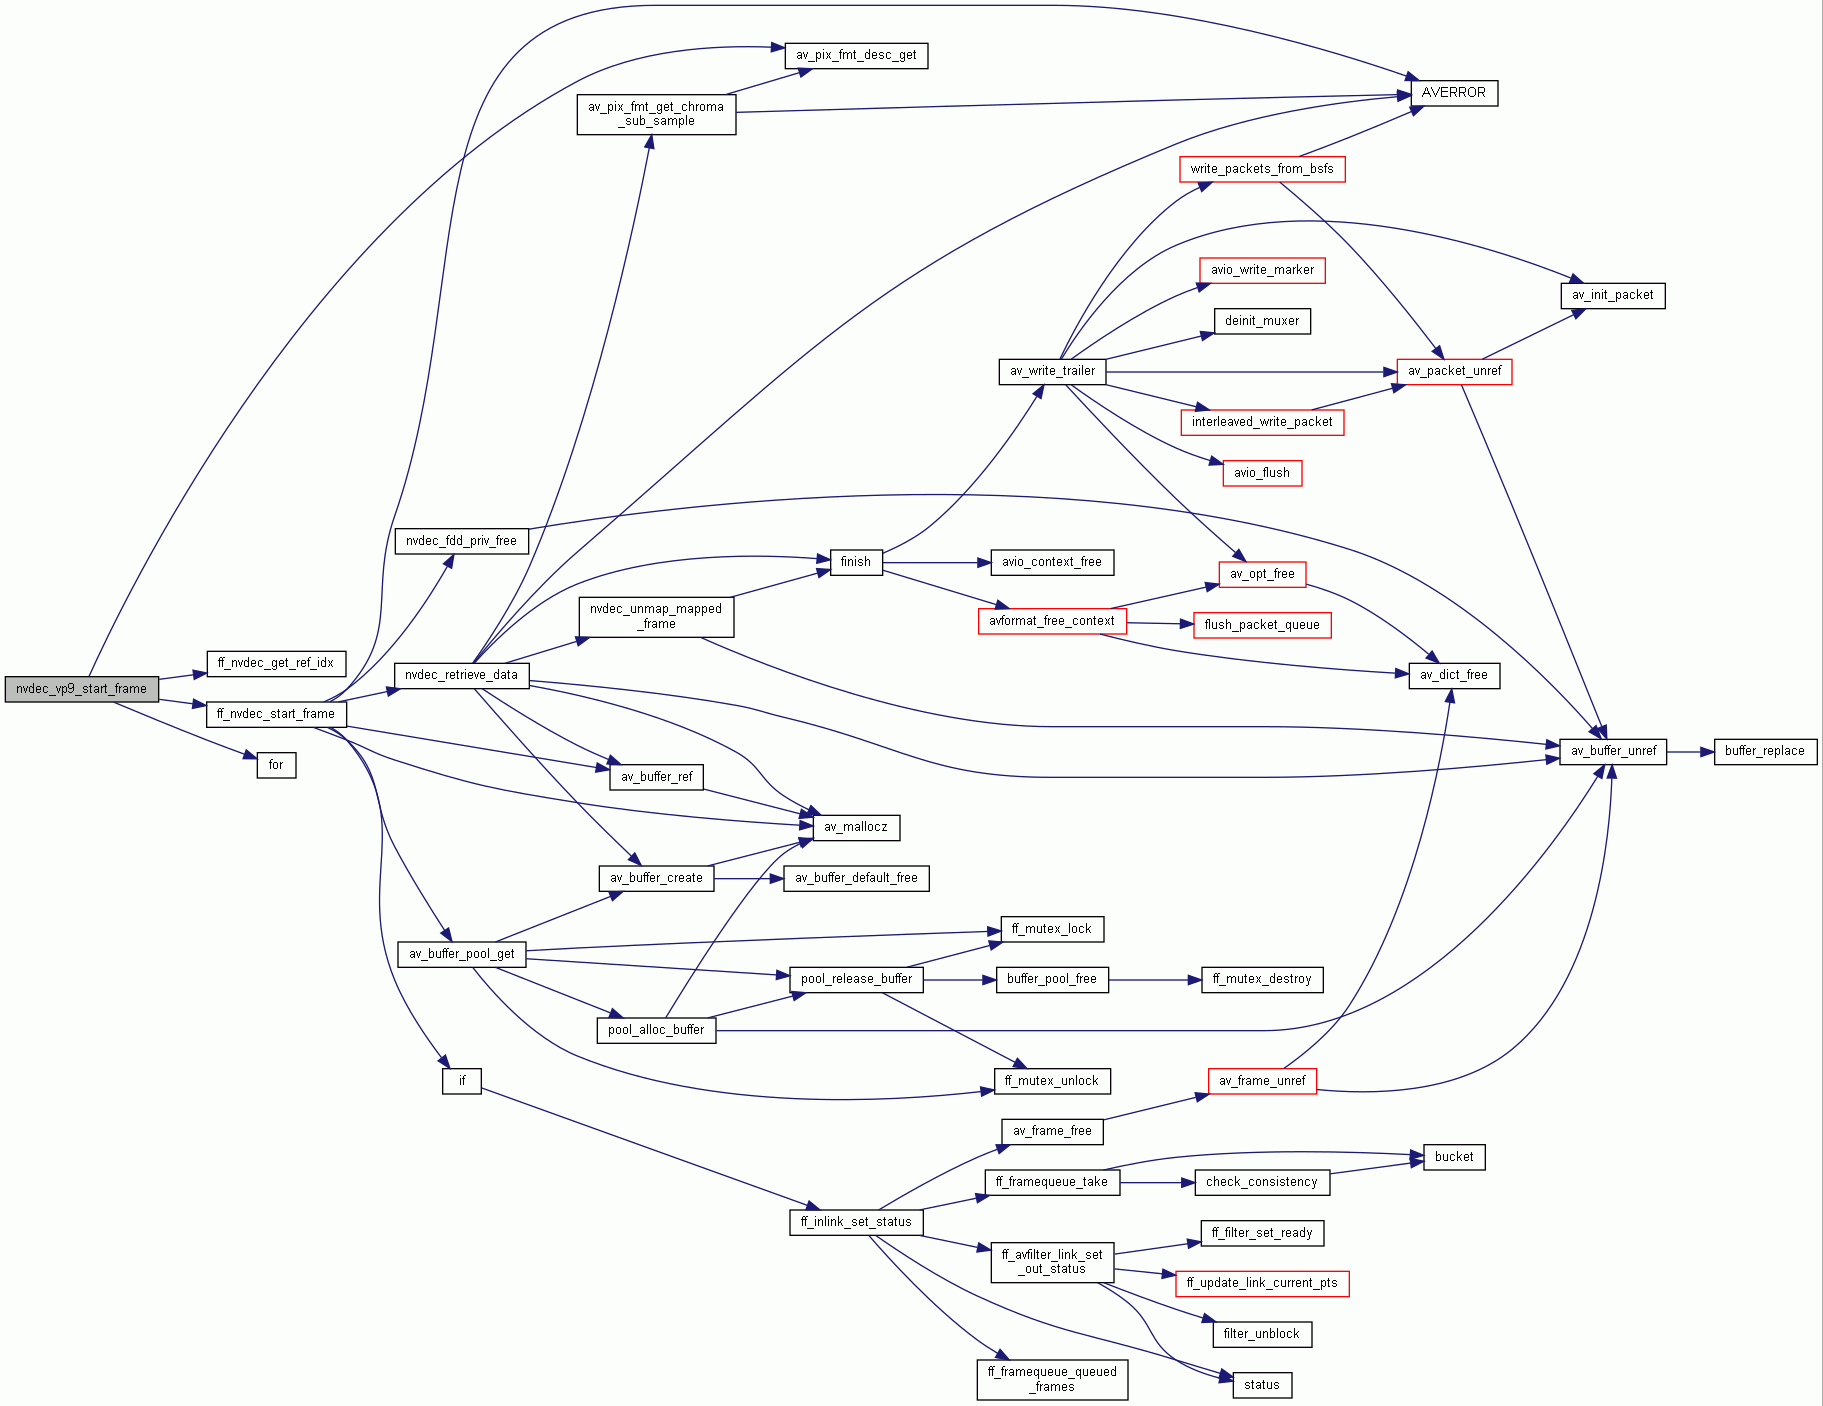 av_pix_fmt_desc_get
AVERROR
av_pix_fmt_get_chroma
_sub_sample
write_packets_from_bsfs
avio_write_marker
av_init_packet
deinit_muxer
av_write_trailer
av_packet_unref
interleaved_write_packet
avio_flush
nvdec_fdd_priv_free
finish
avio_context_free
av_opt_free
nvdec_unmap_mapped
_frame
avformat_free_context
flush_packet_queue
ff_nvdec_get_ref_idx
nvdec_retrieve_data
av_dict_free
nvdec_vp9_start_frame
ff_nvdec_start_frame
av_buffer_unref
buffer_replace
for
av_buffer_ref
av_mallocz
av_buffer_create
av_buffer_default_free
ff_mutex_lock
av_buffer_pool_get
pool_release_buffer
buffer_pool_free
ff_mutex_destroy
pool_alloc_buffer
if
ff_mutex_unlock
av_frame_unref
av_frame_free
bucket
ff_framequeue_take
check_consistency
ff_inlink_set_status
ff_filter_set_ready
ff_avfilter_link_set
_out_status
ff_update_link_current_pts
filter_unblock
ff_framequeue_queued
_frames
status